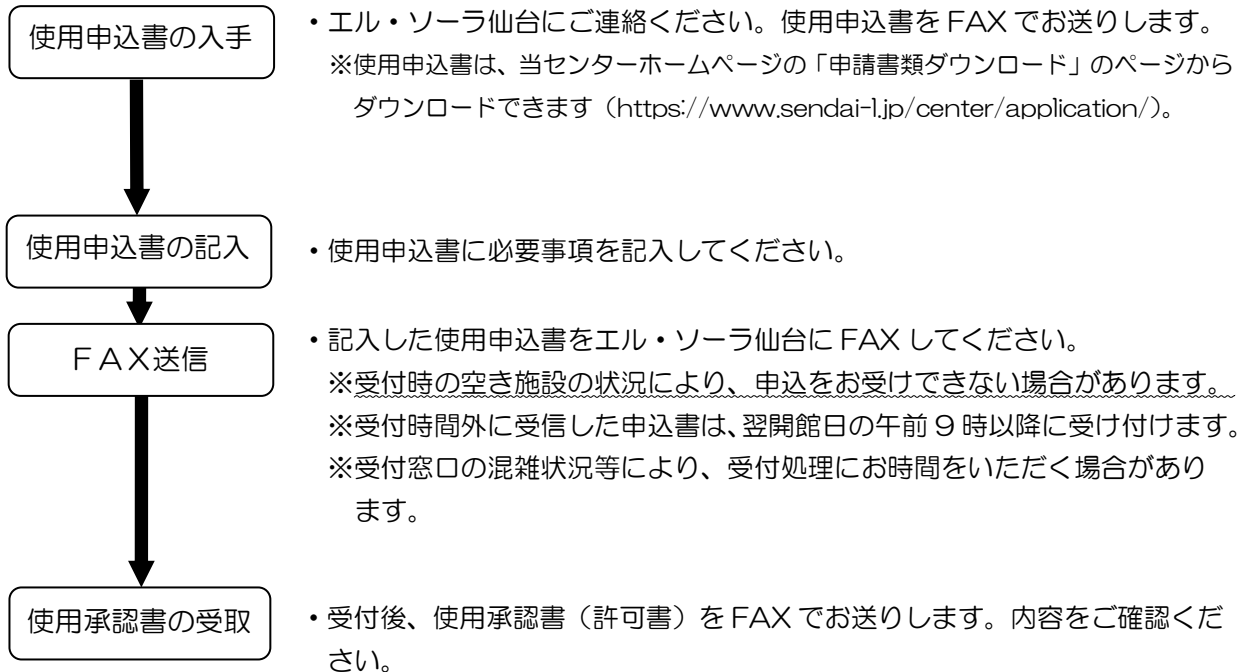 使用申込書の入手
・エル・ソーラ仙台にご連絡ください。使用申込書を FAX でお送りします。
※使用申込書は、当センターホームページの「申請書類ダウンロード」のページから
ダウンロードできます（https://www.sendai-l.jp/center/application/）。
使用申込書の記入
・使用申込書に必要事項を記入してください。
ＦＡＸ送信
・記入した使用申込書をエル・ソーラ仙台に FAX してください。
※受付時の空き施設の状況により、申込をお受けできない場合があります。
※受付時間外に受信した申込書は、翌開館日の午前 9 時以降に受け付けます。
※受付窓口の混雑状況等により、受付処理にお時間をいただく場合があり
ます。
使用承認書の受取
・受付後、使用承認書（許可書）を FAX でお送りします。内容をご確認くだ
さい。